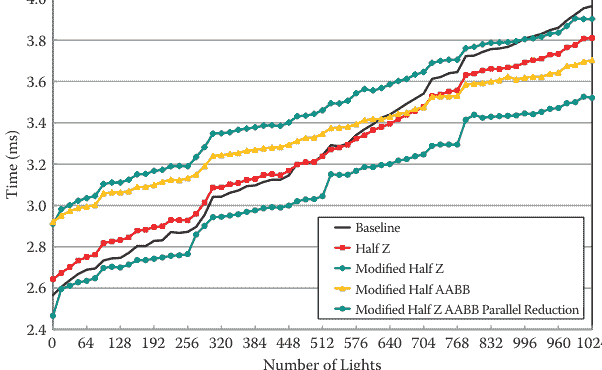 4.0
3.8
3.6
3.4
3.2
3.0
2.8
2.6
2.4
Time (ms)
Baseline
Half Z
Modified Half Z
Modified Half AABB
Modified Half Z AABB Parallel Reduction
0 64 128 192 256 320 384 448 512 576 640 704 768 832 896 960 1024
Number of Lights